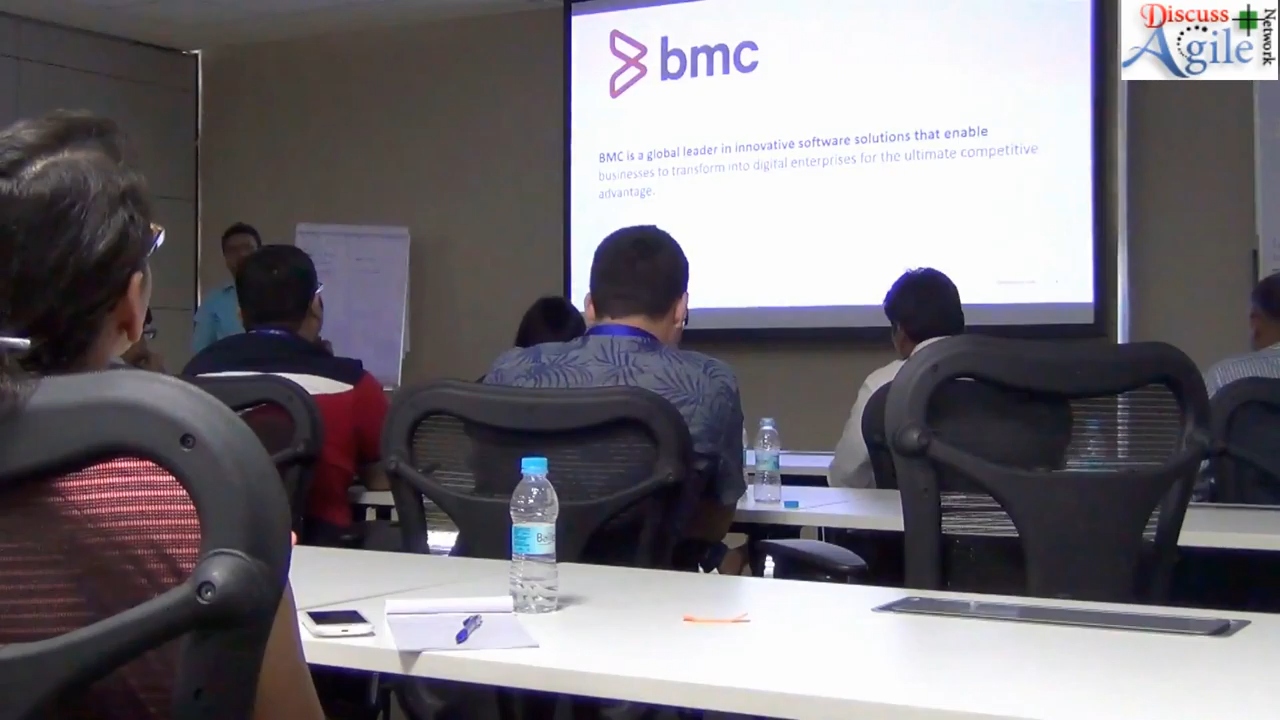 bmc
BMC is a global leader in innovative software solutions that enable
businesses to transform into digital enterprises for the ultimate competitive
advantage.
Discuss
Agile
Network